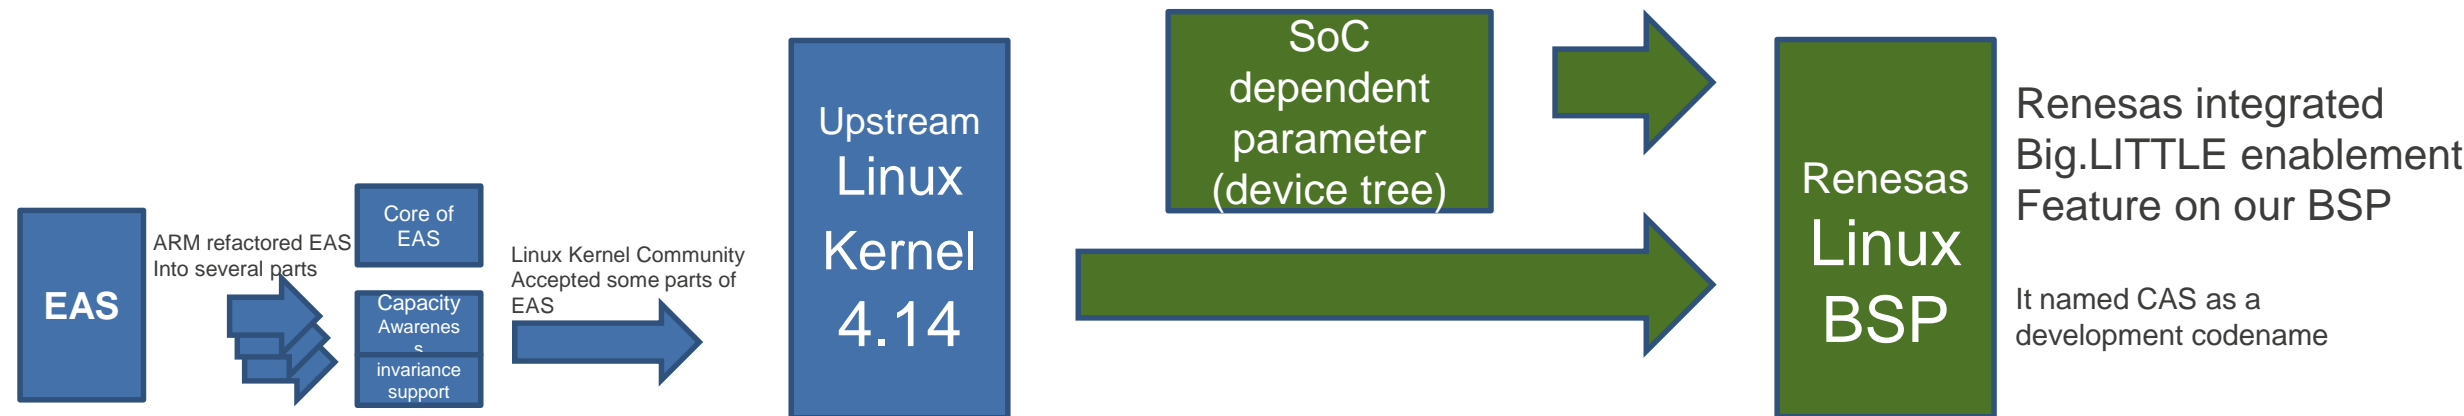 EAS
ARM refactored EAS
Into several parts
Core of
EAS
Capacity
Awarenes
s
invariance
support
Linux Kernel Community
Accepted some parts of
EAS
Upstream
Linux
Kernel
4.14
SoC
dependent
parameter
(device tree)
Renesas
Linux
BSP
Renesas integrated
Big.LITTLE enablement
Feature on our BSP
It named CAS as a
development codename